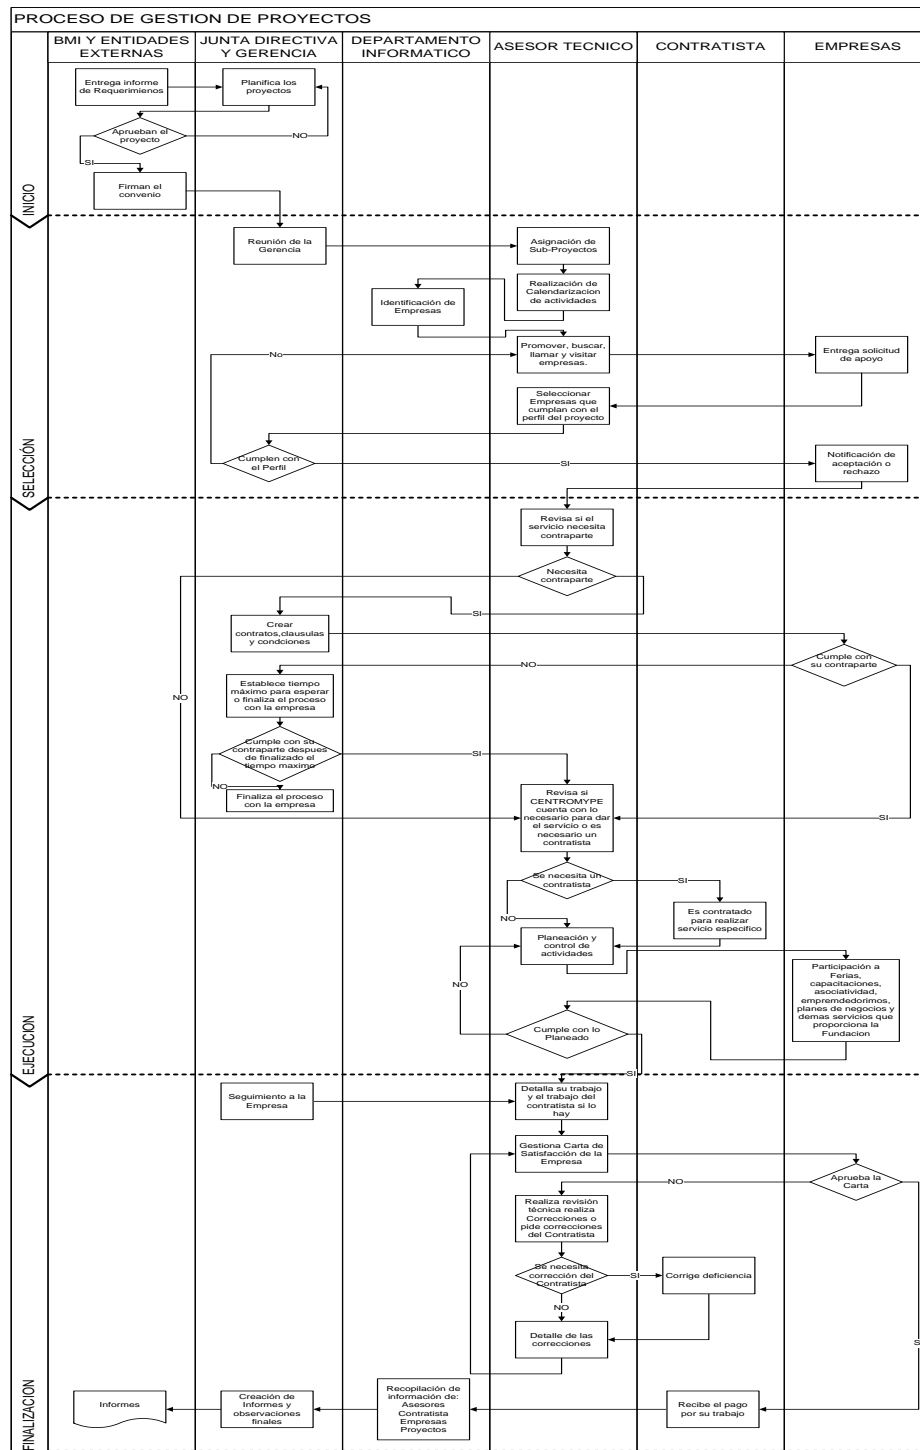 PROCESO DE GESTION DE PROYECTOS
BMI Y ENTIDADES
EXTERNAS
JUNTA DIRECTIVA
Y GERENCIA
DEPARTAMENTO
INFORMATICO
ASESOR TECNICO
CONTRATISTA
EMPRESAS
INICIO
Entrega informe
de Requerimienos
Planifica los
proyectos
Aprueban el
proyecto
NO
SI
Firman el
convenio
SELECCIÓN
Reunión de la
Gerencia
Asignación de
Sub-Proyectos
Realización de
Calendarizacion
de actividades
Identificación de
Empresas
Promover, buscar,
llamar y visitar
empresas.
No
Entrega solicitud
de apoyo
Seleccionar
Empresas que
cumplan con el
perfil del proyecto
Cumplen con
el Perfil
SI
Notificación de
aceptación o
rechazo
EJECUCION
Revisa si el
servicio necesita
contraparte
Necesita
contraparte
SI
NO
Crear
contratos,clausulas
y condciones
Cumple con
su contraparte
NO
SI
Establece tiempo
máximo para esperar
o finaliza el proceso
con la empresa
Cumple con su
contraparte despues
de finalizado el
tiempo maximo
SI
NO
Finaliza el proceso
con la empresa
Revisa si
CENTROMYPE
cuenta con lo
necesario para dar
el servicio o es
necesario un
contratista
Se necesita un
contratista
SI
NO
Es contratado
para realizar
servicio especifico
Planeación y
control de
actividades
Participación a
Ferias,
capacitaciones,
asociatividad,
empremdedorimos,
planes de negocios y
demas servicios que
proporciona la
Fundacion
NO
Cumple con lo
Planeado
SI
FINALIZACION
Seguimiento a la
Empresa
Detalla su trabajo
y el trabajo del
contratista si lo
hay
Gestiona Carta de
Satisfacción de la
Empresa
Aprueba la
Carta
NO
Realiza revisión
técnica realiza
Correcciones o
pide correcciones
del Contratista
Se necesita
corrección del
Contratista
SI
Corrige deficiencia
NO
Detalle de las
correcciones
S
Informes
Creación de
Informes y
observaciones
finales
Recopilación de
información de:
Asesores
Contratista
Empresas
Proyectos
Recibe el pago
por su trabajo